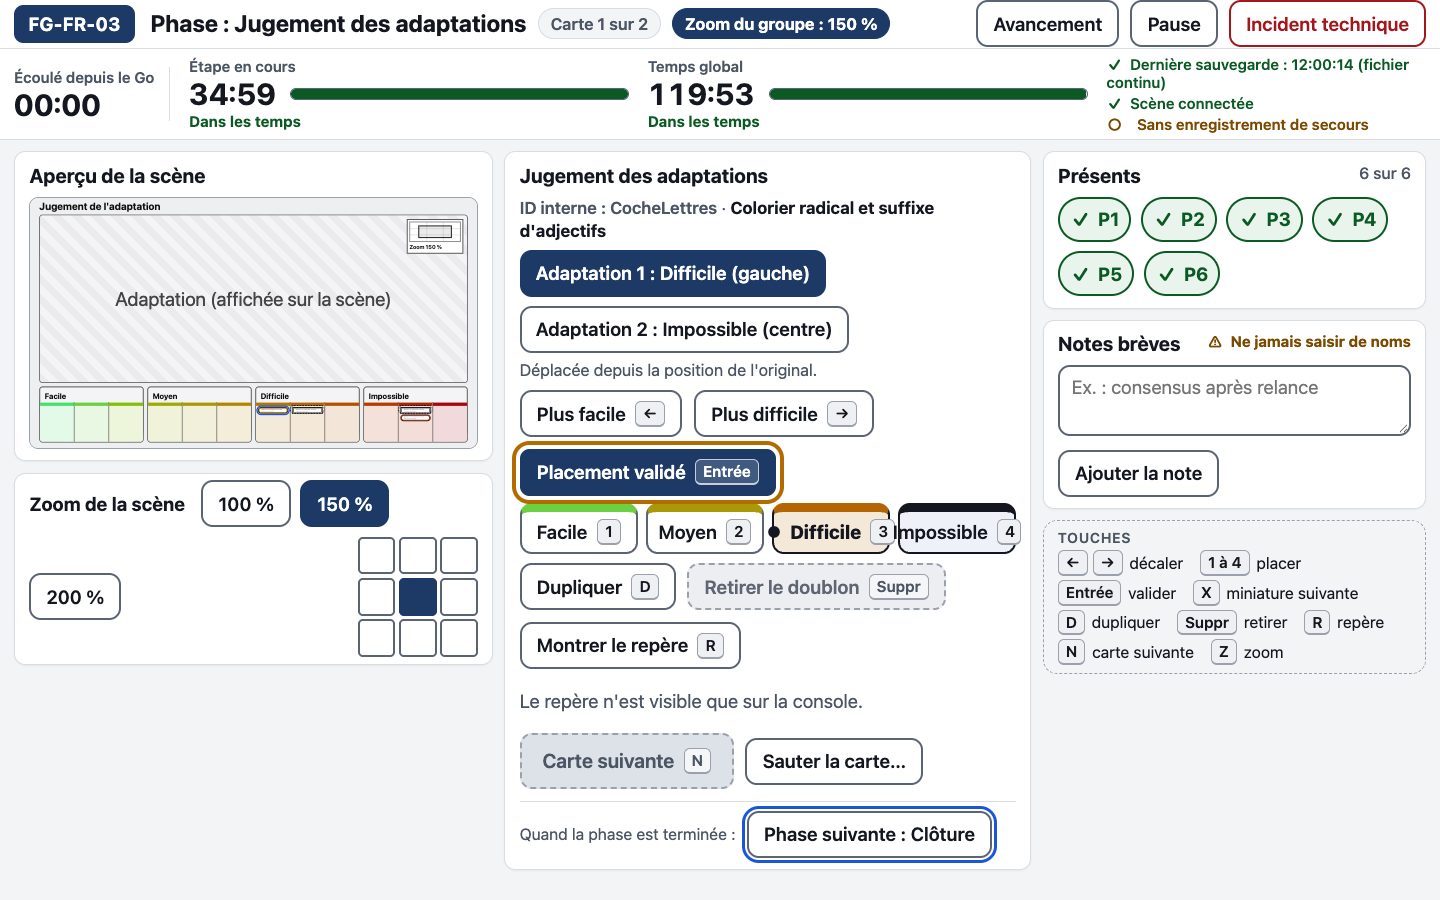 FG-FR-03
Phase : Jugement des adaptations
Carte 1 sur 2
Zoom du groupe : 150 %
Avancement
Pause
Incident technique
Écoulé depuis le Go
00:00
Étape en cours
34:59
Dans les temps
Temps global
119:53
Dans les temps
Dernière sauvegarde : 12:00:14 (fichier
continu)
Scène connectée
Sans enregistrement de secours
Aperçu de la scène
Jugement de l'adaptation
Zoom 150 %
Adaptation (affichée sur la scène)
Facile
Moyen
Difficile
Impossible
Zoom de la scène
100 %
150 %
200 %
Jugement des adaptations
ID interne : CocheLettres · Colorier radical et suffixe
d'adjectifs
Adaptation 1 : Difficile (gauche)
Adaptation 2 : Impossible (centre)
Déplacée depuis la position de l'original.
Plus facile ←
Plus difficile →
Placement validé Entrée
Facile 1
Moyen 2
Difficile 3
Impossible 4
Dupliquer D
Retirer le doublon Suppr
Montrer le repère R
Le repère n'est visible que sur la console.
Carte suivante N
Sauter la carte...
Quand la phase est terminée :
Phase suivante : Clôture
Présents
6 sur 6
P1
P2
P3
P4
P5
P6
Notes brèves
Ne jamais saisir de noms
Ex. : consensus après relance
Ajouter la note
TOUCHES
← → décaler 1 à 4 placer
Entrée valider X miniature suivante
D dupliquer Suppr retirer R repère
N carte suivante Z zoom